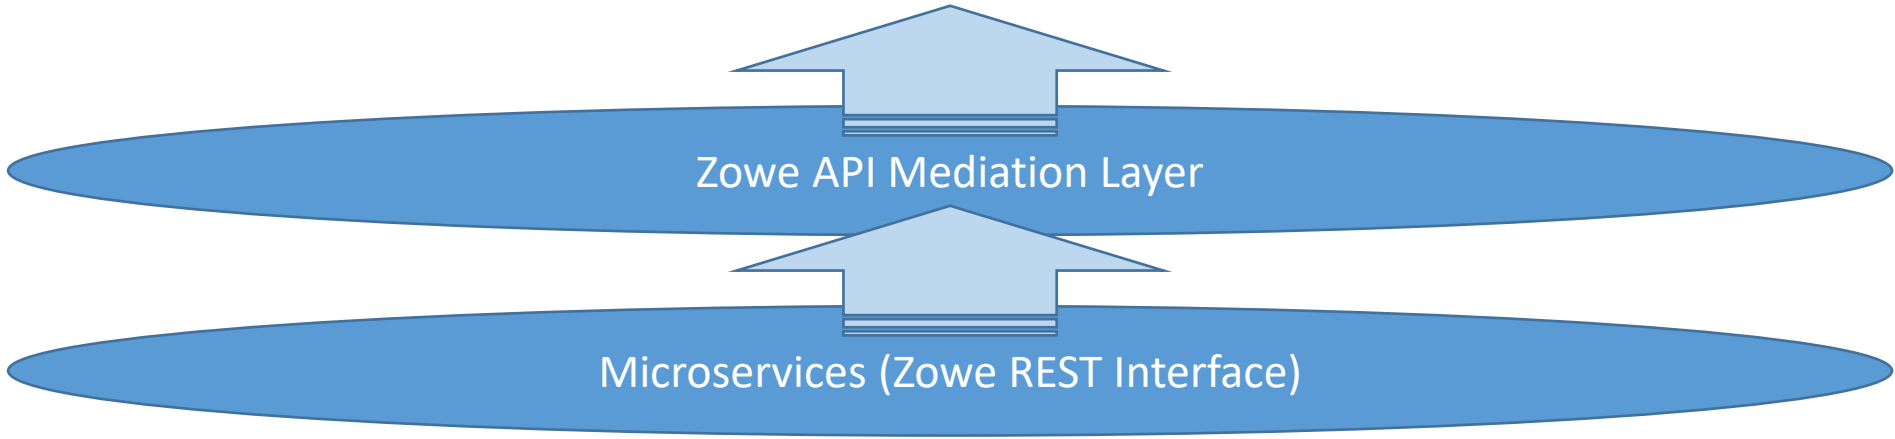 Zowe API Mediation Layer
Microservices (Zowe REST Interface)